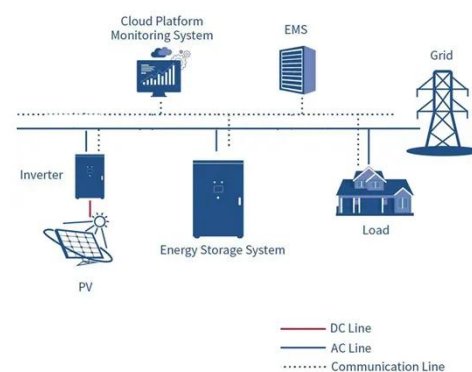 Cloud Platform
Monitoring System
EMS
Grid
Inverter
Energy Storage System
Load
PV
DC Line
AC Line
Communication Line